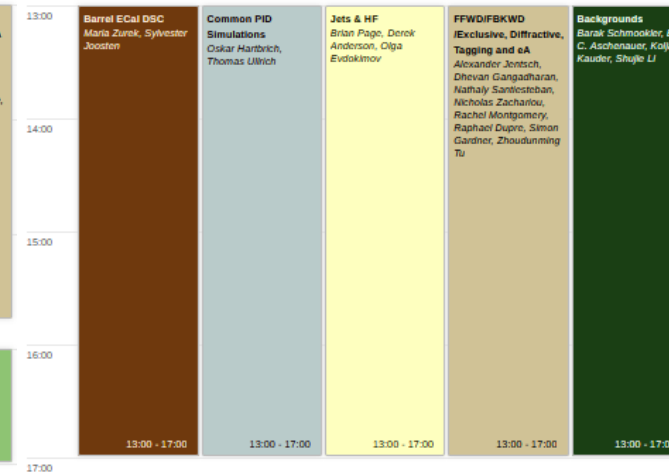 13:00
14:00
15:00
16:00
17:00
Barrel ECal DSC
Maria Zurek, Sylvester
Joosten
13:00 - 17:00
Common PID
Simulations
Oskar Hartbrich,
Thomas Ullrich
13:00 - 17:00
Jets & HF
Brian Page, Derek
Anderson, Olga
Evdokimov
13:00 - 17:00
FFWD/FBKWD
/Exclusive, Diffractive,
Tagging and eA
Alexander Jentsch,
Dhevan Gangadharan,
Nathaly Santiesteban,
Nicholas Zachariou,
Rachel Montgomery,
Raphael Dupre, Simon
Gardner, Zhoudunming
Tu
13:00 - 17:00
Backgrounds
Barak Schmookler,
C. Aschenauer,
Kauder, Shujie Li
13:00 - 17:0